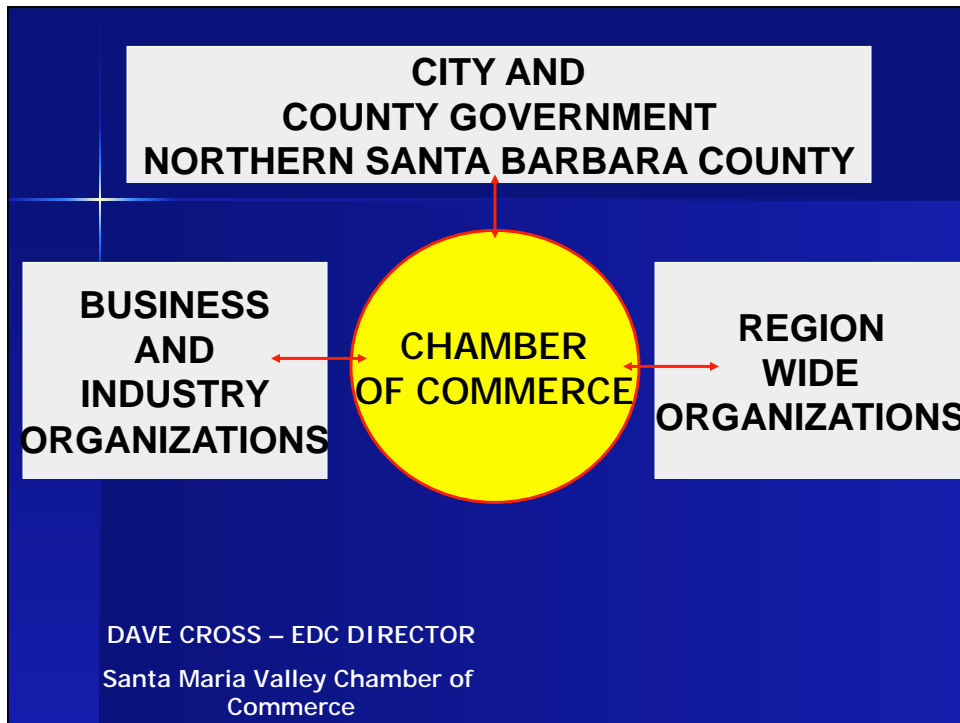 CITY AND
COUNTY GOVERNMENT
NORTHERN SANTA BARBARA COUNTY
BUSINESS
AND
INDUSTRY
ORGANIZATIONS
CHAMBER
OF COMMERCE
REGION
WIDE
ORGANIZATIONS
DAVE CROSS – EDC DIRECTOR
Santa Maria Valley Chamber of
Commerce